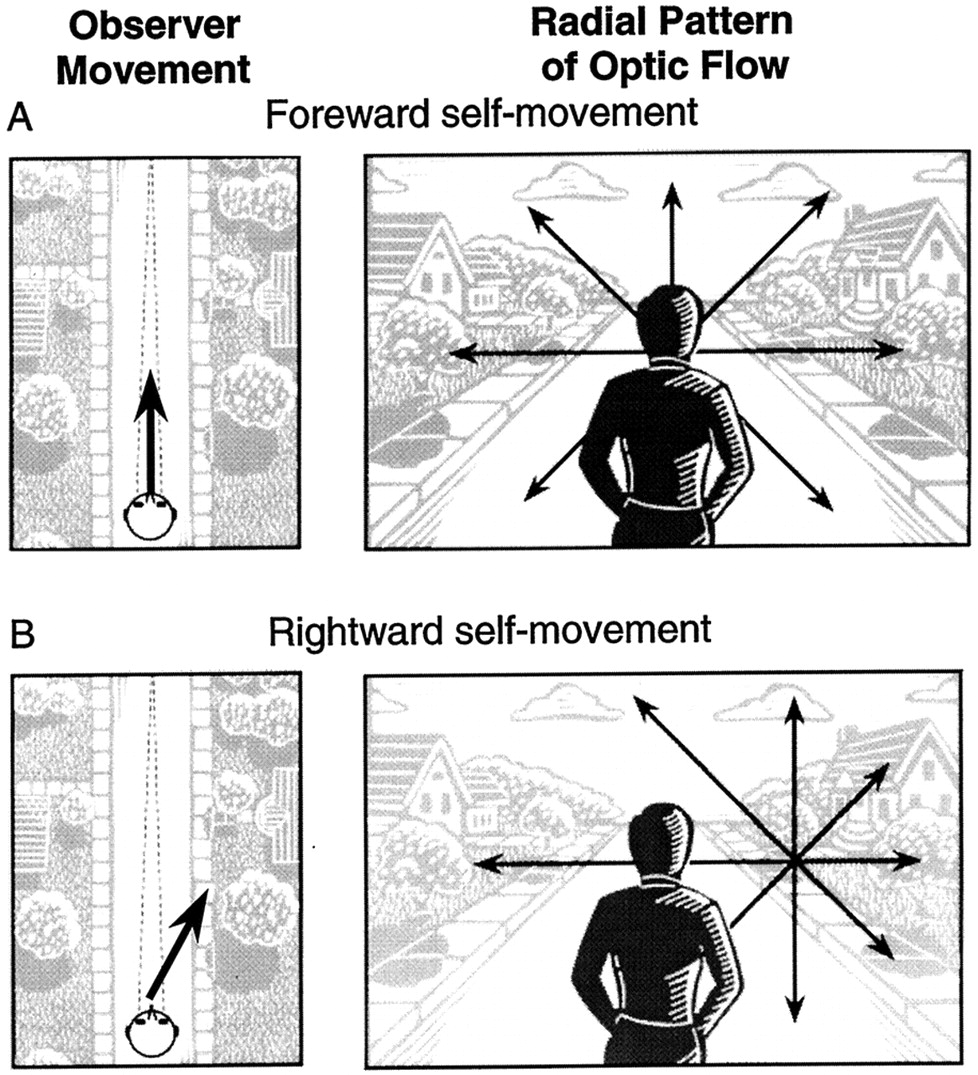 Observer
Movement
Radial Pattern
of Optic Flow
A
Foreward self-movement
B
Rightward self-movement